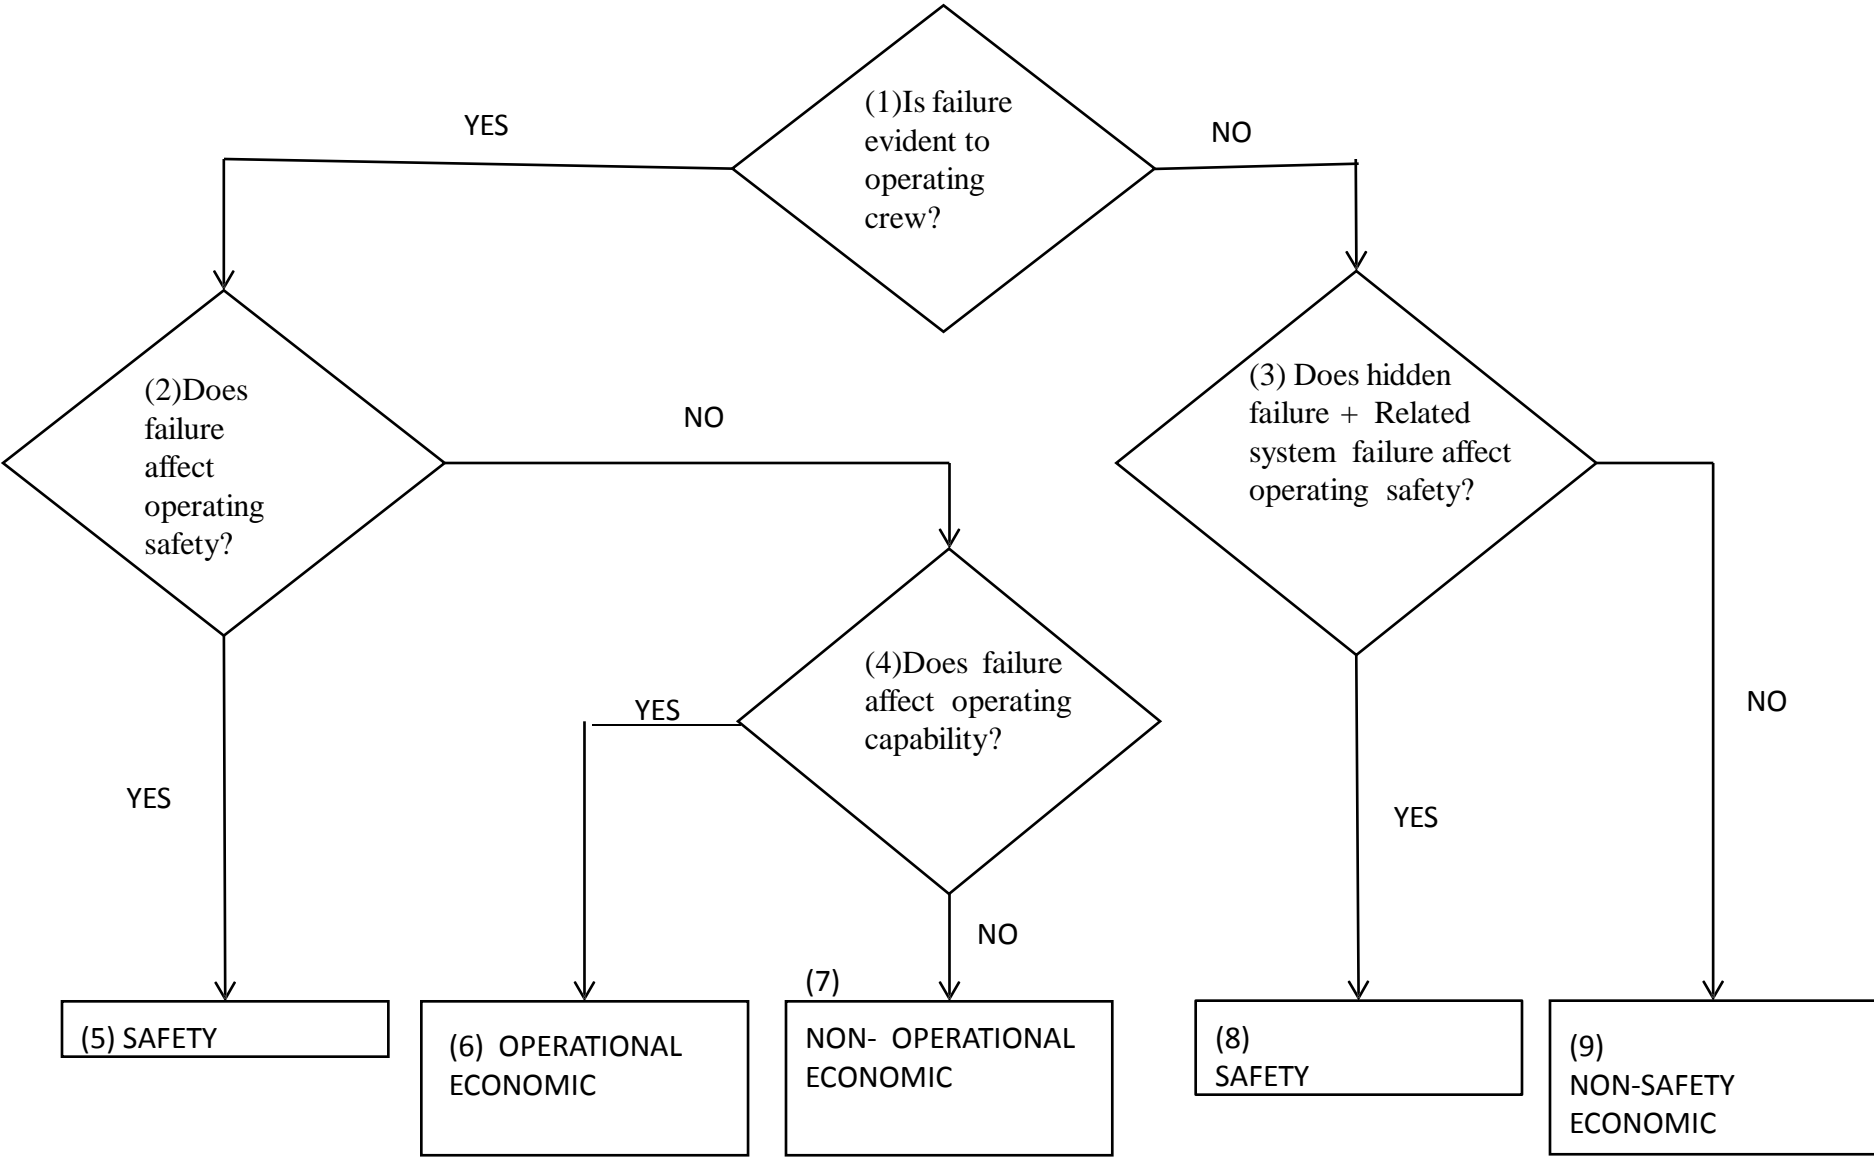 (1)Is failure
evident to
operating
crew?
YES
NO
(2)Does
failure
affect
operating
safety?
NO
(3) Does hidden
failure + Related
system failure affect
operating safety?
(4)Does failure
affect operating
capability?
YES
NO
YES
YES
NO
(5) SAFETY
(6) OPERATIONAL
ECONOMIC
(7)
NON- OPERATIONAL
ECONOMIC
(8)
SAFETY
(9)
NON-SAFETY
ECONOMIC